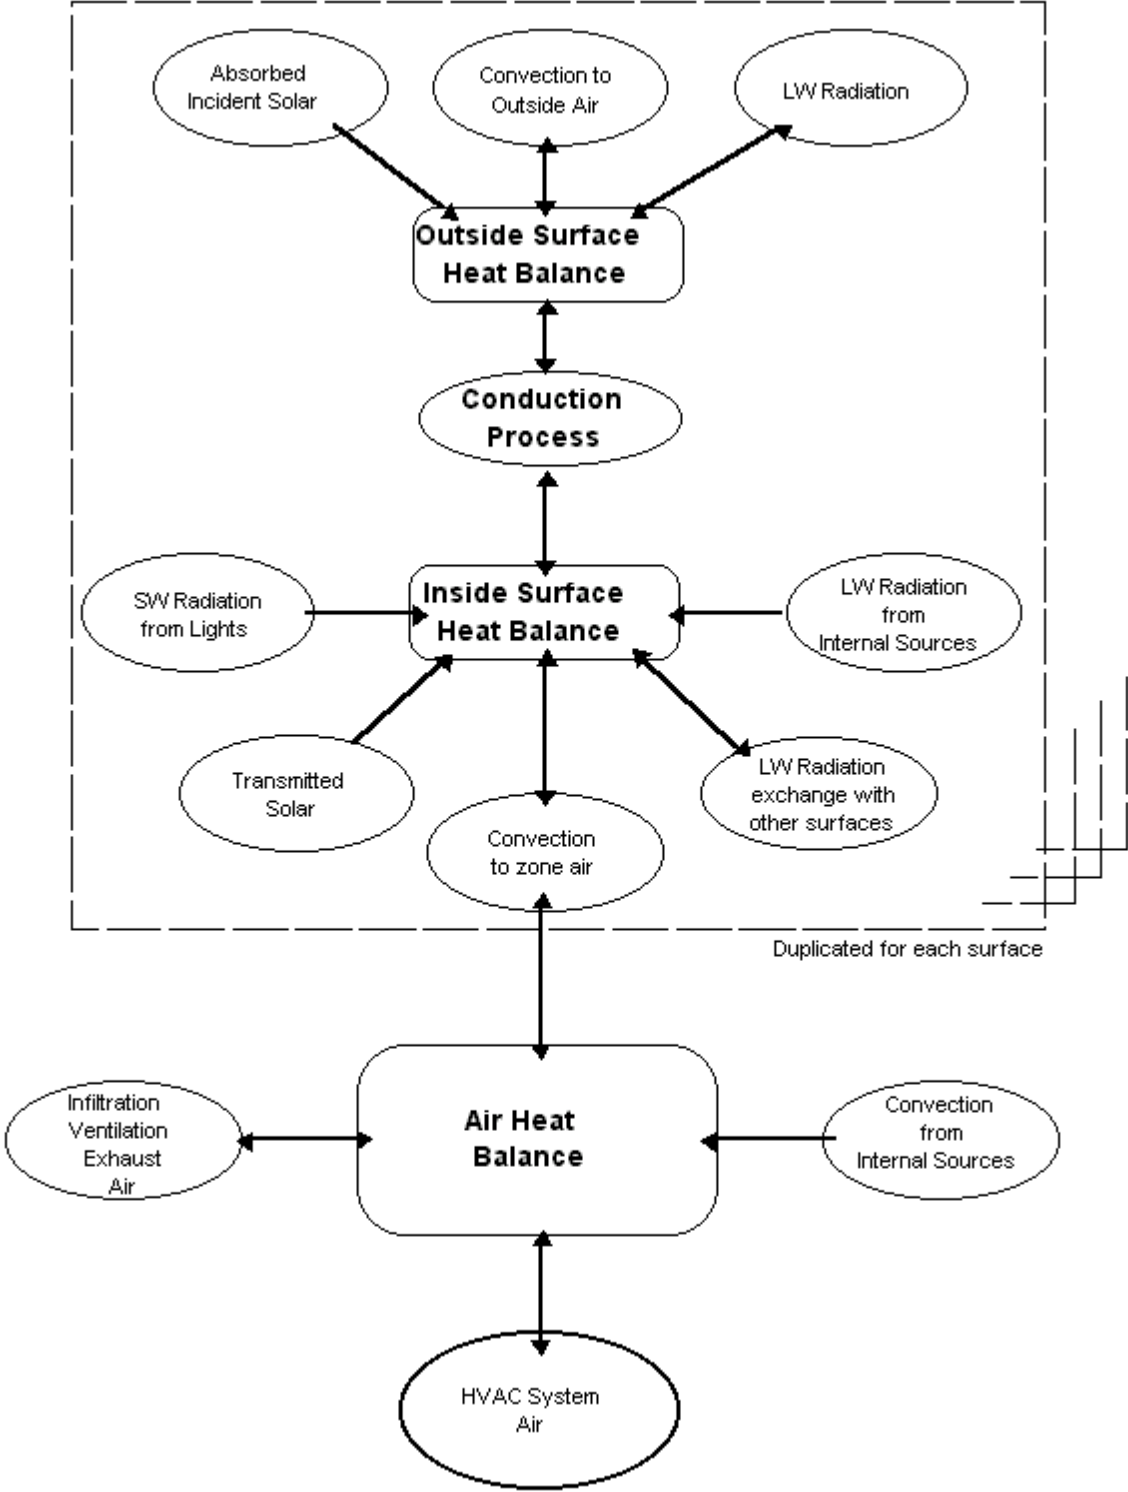 Absorbed
Incident Solar
Convection to
Outside Air
LW Radiation
Outside Surface
Heat Balance
Conduction
Process
SW Radiation
from Lights
Inside Surface
Heat Balance
LW Radiation
from
Internal Sources
Transmitted
Solar
Convection
to zone air
LW Radiation
exchange with
other surfaces
Duplicated for each surface
Infiltration
Ventilation
Exhaust
Air
Air Heat
Balance
Convection
from
Internal Sources
HVAC System
Air